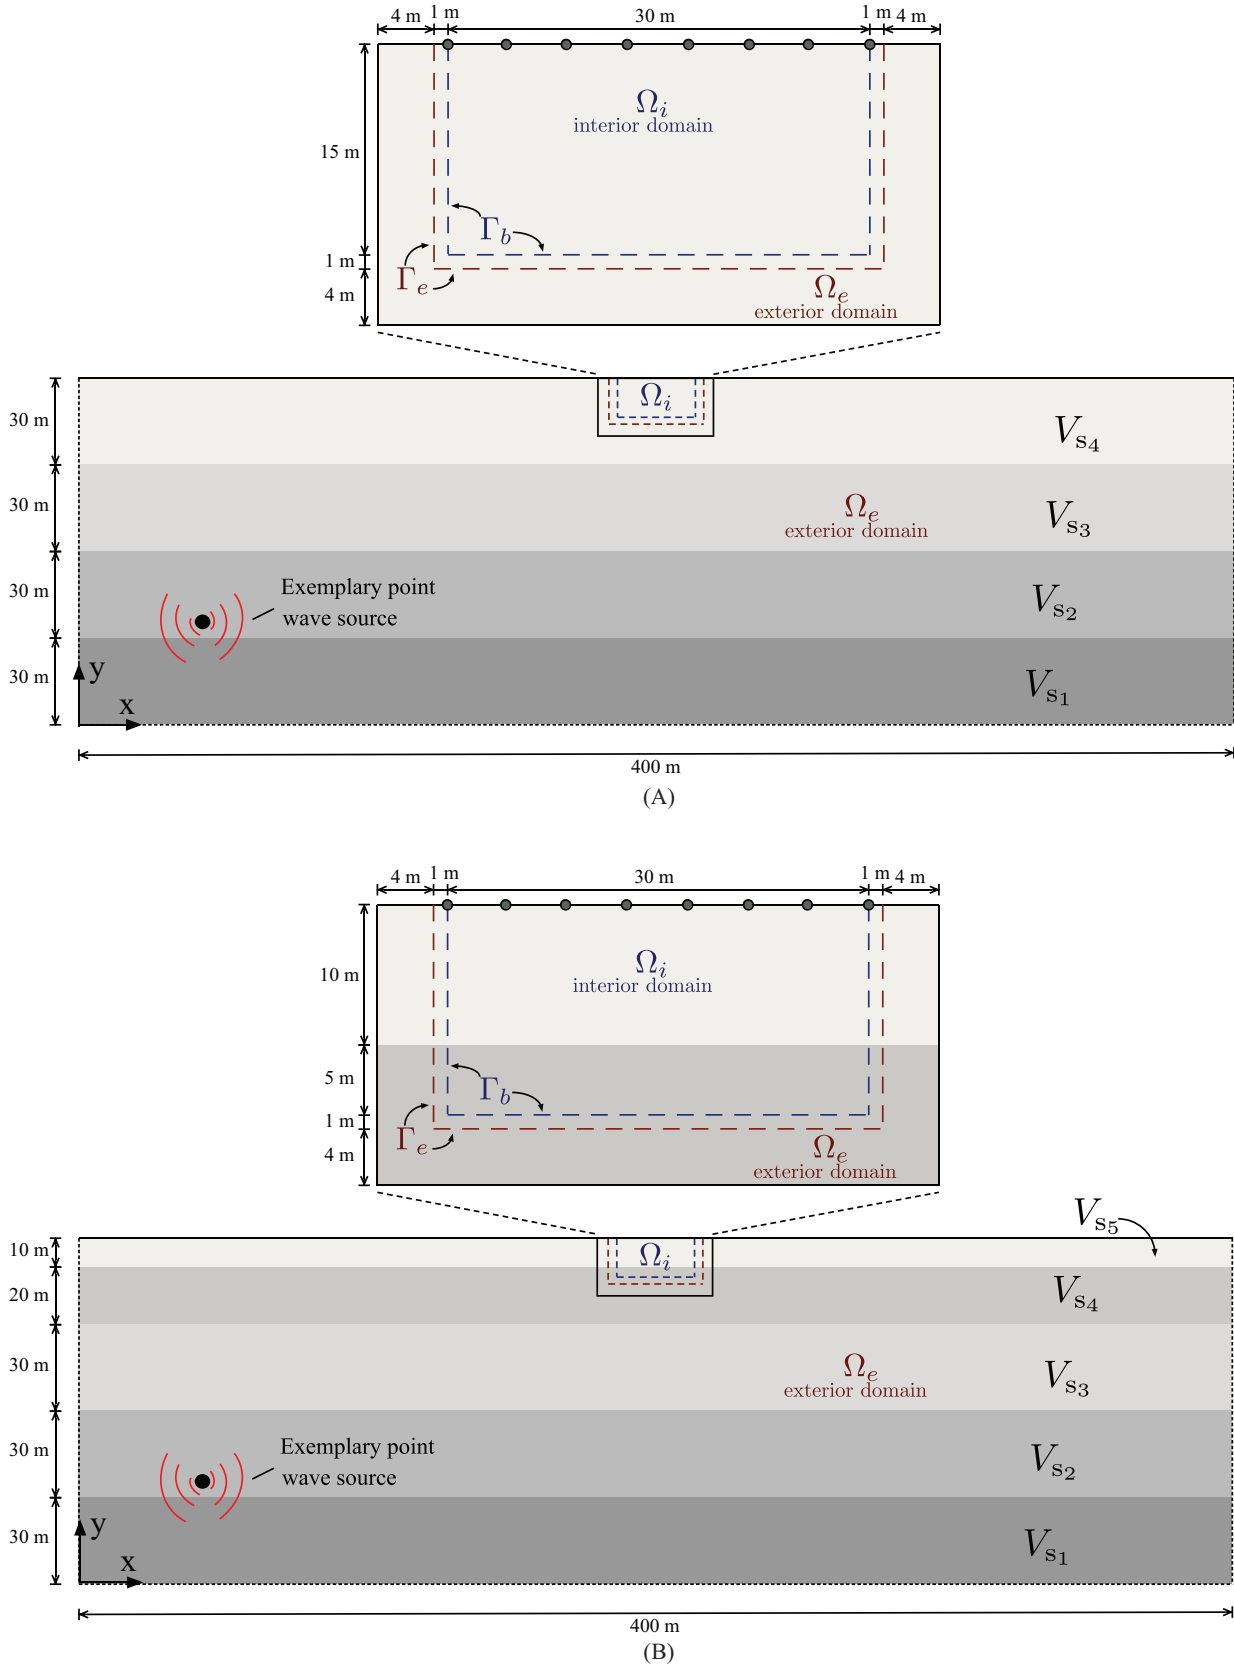 4 m 1 m 30 m 1 m 4 m
Ωi
interior domain
15 m
Γb
1 m
Γe
4 m
Ωe
exterior domain
Ωi
30 m
Vs4
30 m
Ωe
exterior domain
Vs3
Exemplary point
wave source
30 m
Vs2
30 m
y
x
Vs1
400 m
(A)
4 m 1 m 30 m 1 m 4 m
Ωi
interior domain
10 m
5 m
Γb
1 m
Γe
4 m
Ωe
exterior domain
Vs5
10 m
Ωi
20 m
Vs4
30 m
Ωe
exterior domain
Vs3
Exemplary point
wave source
30 m
Vs2
30 m
y
x
Vs1
400 m
(B)